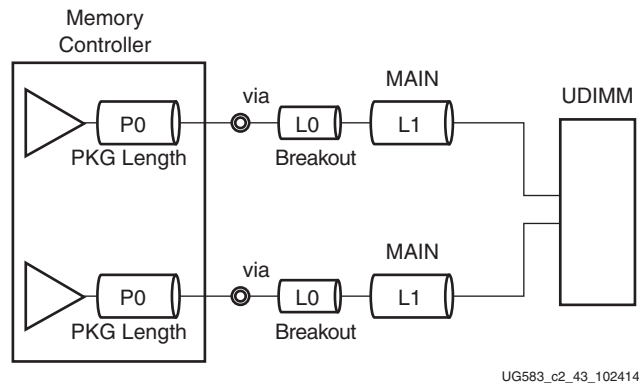 Memory
Controller
P0
PKG Length
via
L0
Breakout
MAIN
L1
UDIMM
P0
PKG Length
via
L0
Breakout
MAIN
L1
UG583_c2_43_102414